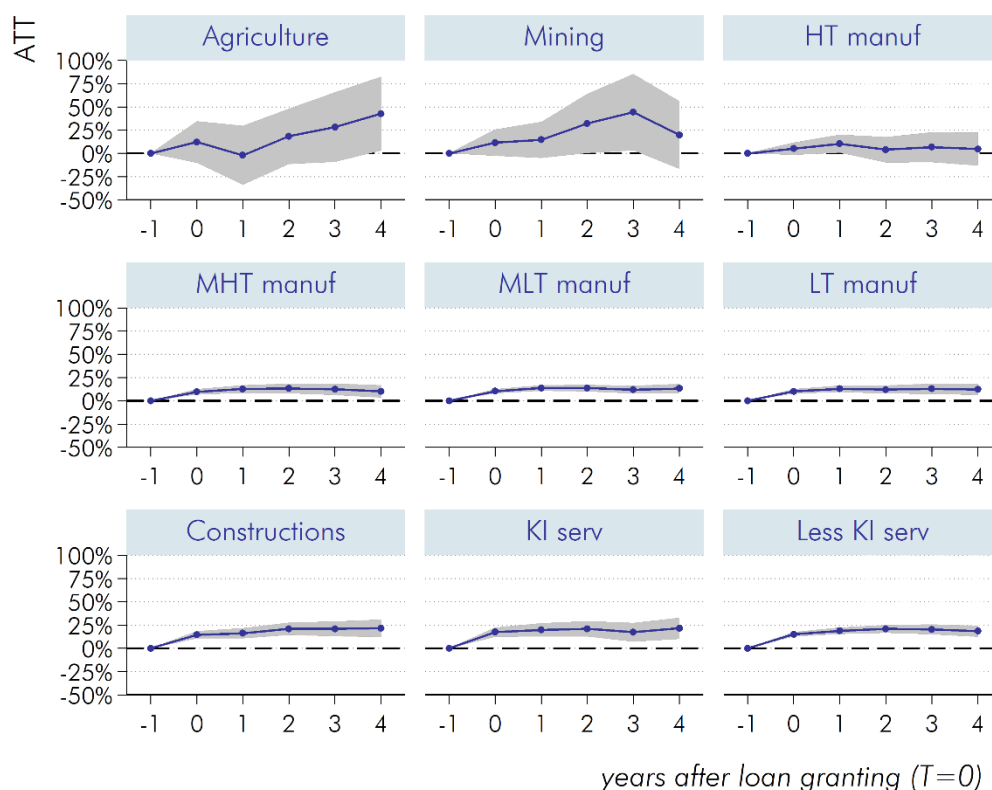 ATT
Agriculture
Mining
HT manuf
100%
75%
50%
25%
0%
-25%
-50%
-1 0 1 2 3 4
-1 0 1 2 3 4
-1 0 1 2 3 4
MHT manuf
MLT manuf
LT manuf
100%
75%
50%
25%
0%
-25%
-50%
-1 0 1 2 3 4
-1 0 1 2 3 4
-1 0 1 2 3 4
Constructions
KI serv
Less KI serv
100%
75%
50%
25%
0%
-25%
-50%
-1 0 1 2 3 4
-1 0 1 2 3 4
-1 0 1 2 3 4
years after loan granting (T=0)